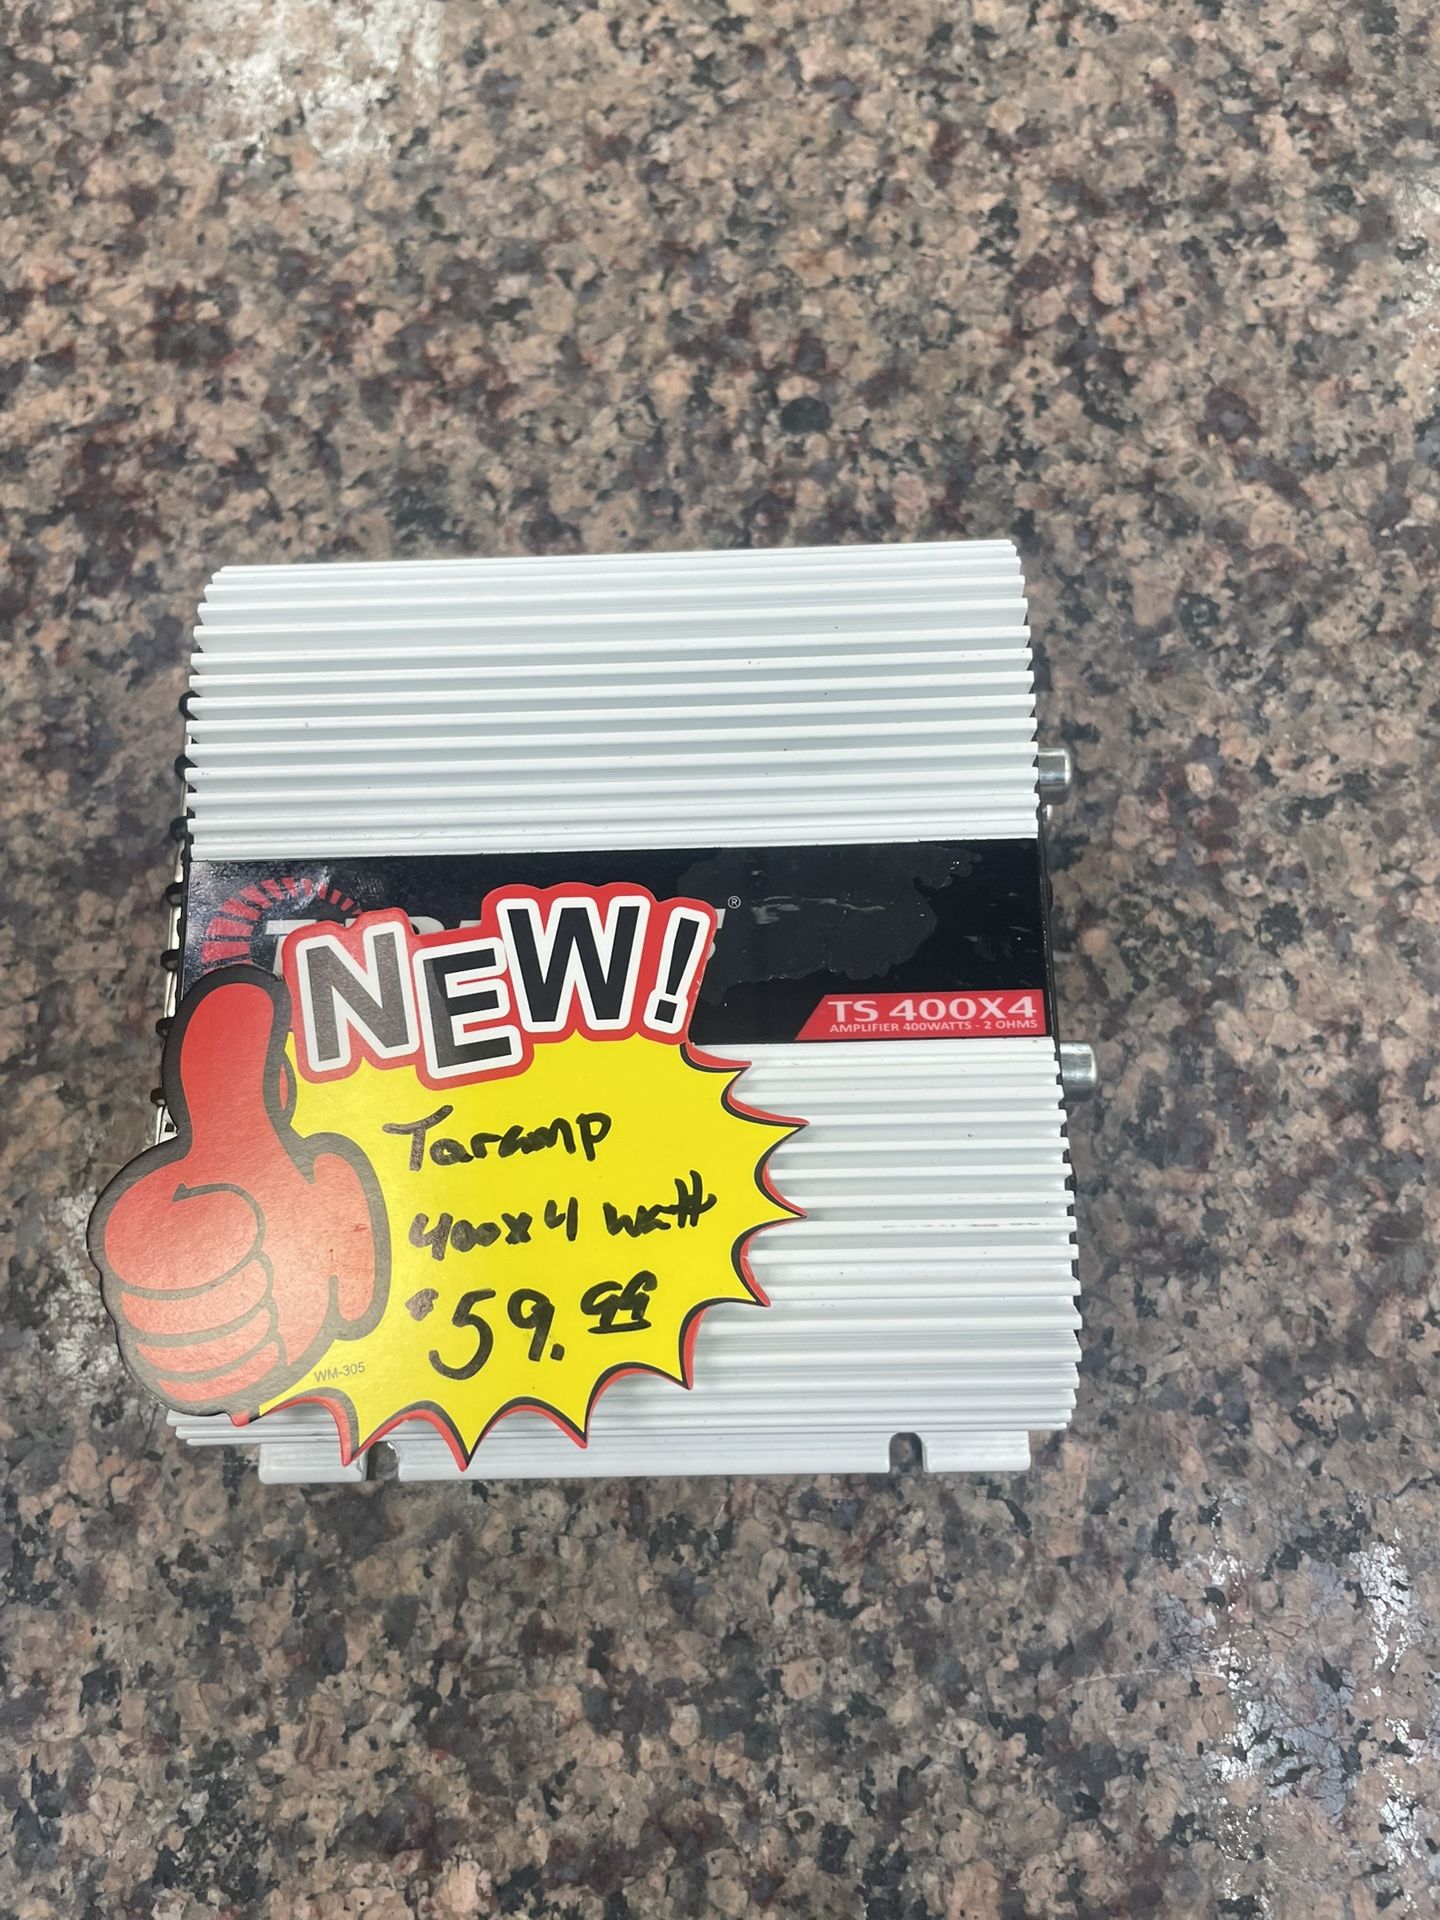 NEW!
®
TS 400X4
AMPLIFIER 400WATTS - 2 OHMS
Taramp
400x4 Watt
$59.99
WM-305